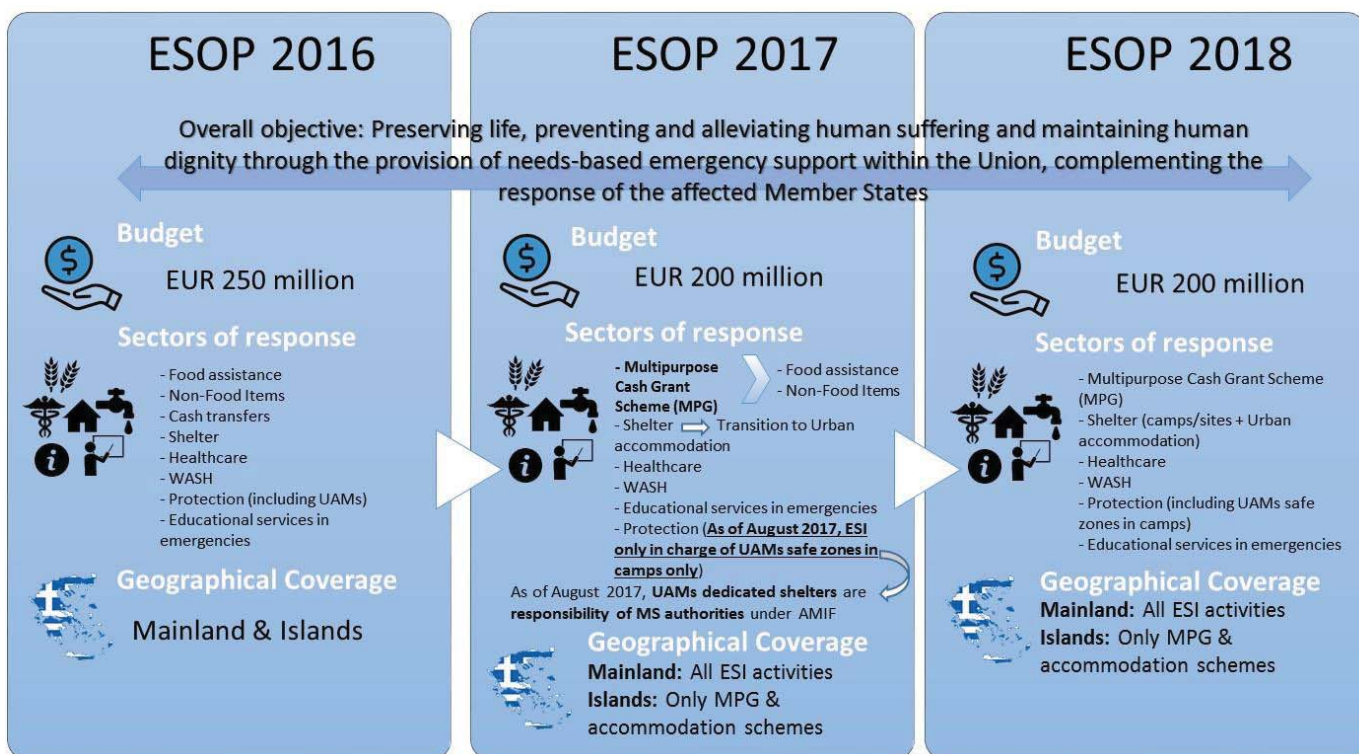 ESOP 2016
ESOP 2017
ESOP 2018
Overall objective: Preserving life, preventing and alleviating human suffering and maintaining human
dignity through the provision of needs-based emergency support within the Union, complementing the
response of the affected Member States
Budget
EUR 250 million
Sectors of response
- Food assistance
- Non-Food Items
- Cash transfers
- Shelter
- Healthcare
- WASH
- Protection (including UAMs)
- Educational services in
emergencies
Geographical Coverage
Mainland & Islands
Budget
EUR 200 million
Sectors of response
- Multipurpose
Cash Grant
Scheme (MPG)
- Food assistance
- Non-Food Items
- Shelter
Transition to Urban
accommodation
- Healthcare
- WASH
- Educational services in emergencies
- Protection (As of August 2017, ESI
only in charge of UAMs safe zones in
camps only)
As of August 2017, UAMs dedicated shelters are
responsibility of MS authorities under AMIF
Geographical Coverage
Mainland: All ESI activities
Islands: Only MPG &
accommodation schemes
Budget
EUR 200 million
Sectors of response
- Multipurpose Cash Grant Scheme
(MPG)
- Shelter (camps/sites + Urban
accommodation)
- Healthcare
- WASH
- Protection (including UAMs safe
zones in camps)
- Educational services in emergencies
Geographical Coverage
Mainland: All ESI activities
Islands: Only MPG &
accommodation schemes